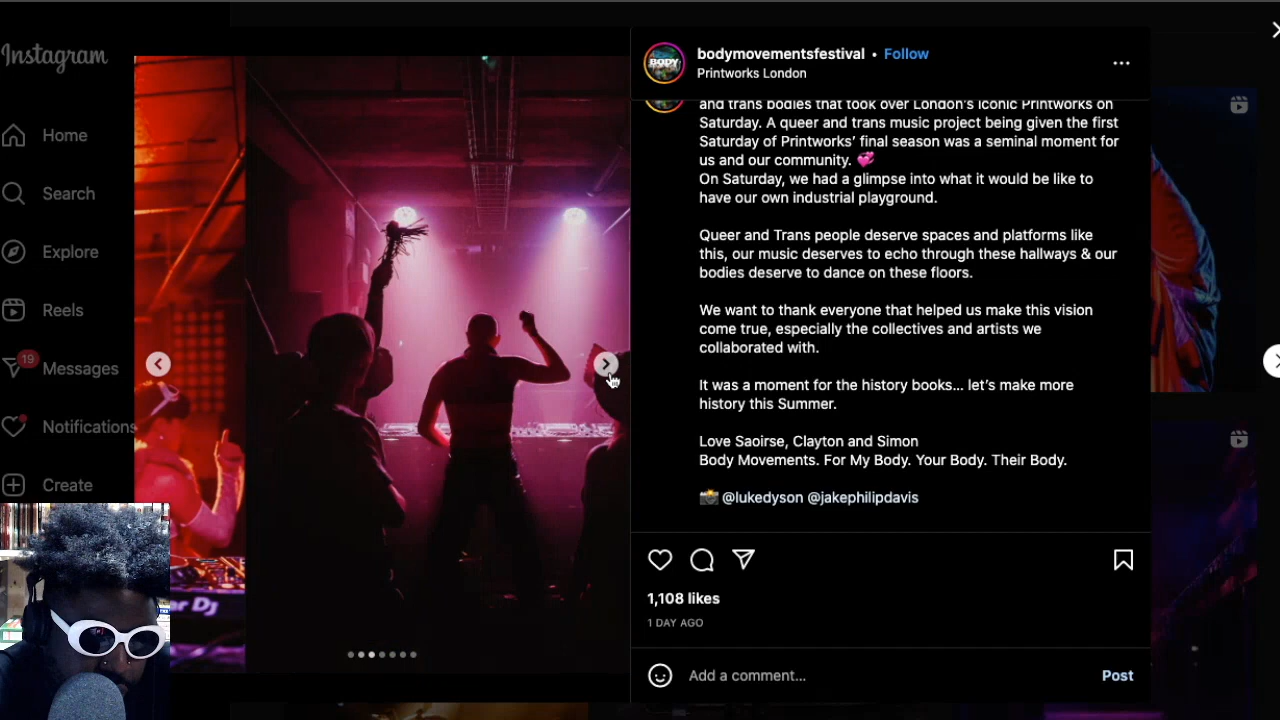 Instagram
Home
Search
Explore
Reels
19
Messages
Notifications
Create
er DJ
BODY
bodymovementsfestival • Follow
Printworks London
and trans bodies that took over London's iconic Printworks on
Saturday. A queer and trans music project being given the first
Saturday of Printworks' final season was a seminal moment for
us and our community. 💞
On Saturday, we had a glimpse into what it would be like to
have our own industrial playground.
Queer and Trans people deserve spaces and platforms like
this, our music deserves to echo through these hallways & our
bodies deserve to dance on these floors.
We want to thank everyone that helped us make this vision
come true, especially the collectives and artists we
collaborated with.
It was a moment for the history books... let's make more
history this Summer.
Love Saoirse, Clayton and Simon
Body Movements. For My Body. Your Body. Their Body.
📸 @lukedyson @jakephilipdavis
1,108 likes
1 DAY AGO
Add a comment...
Post